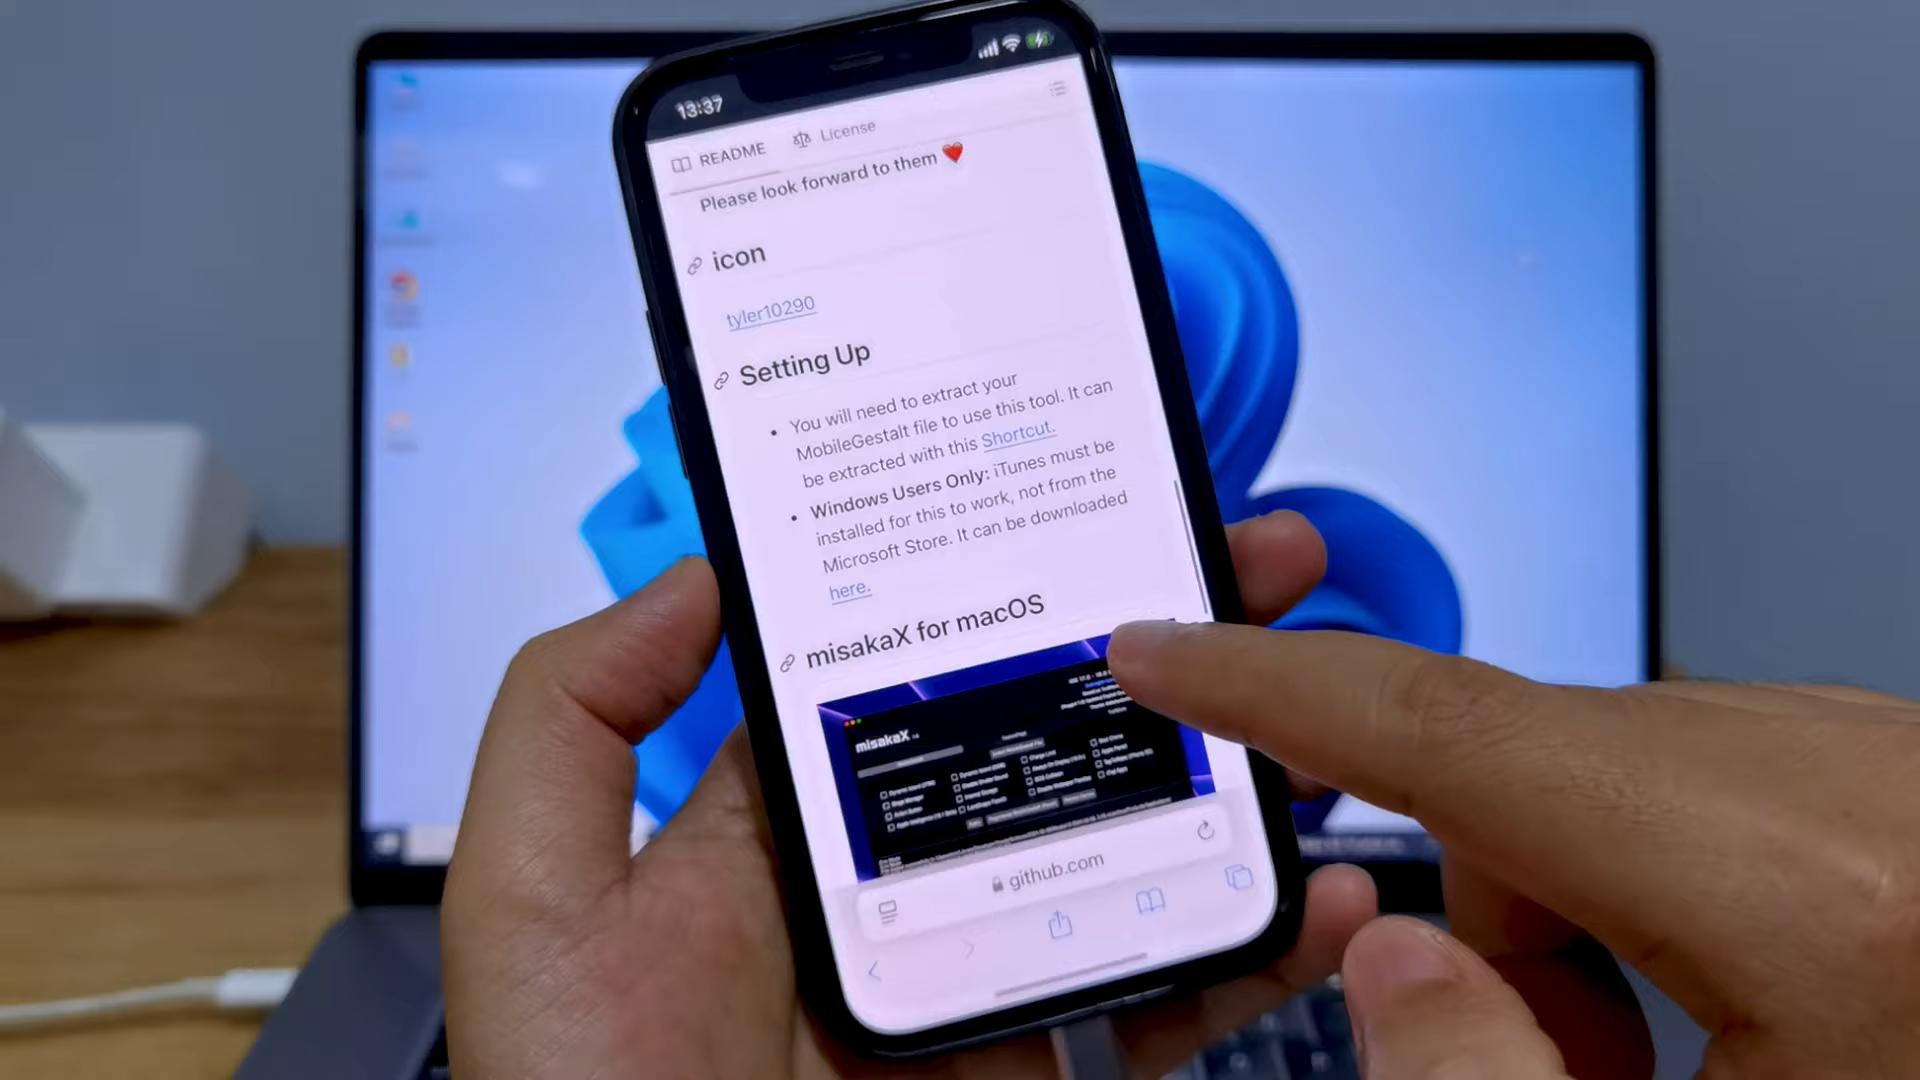 13:37
README
License
Please look forward to them ❤️
icon
tyler10290
Setting Up
• You will need to extract your
MobileGestalt file to use this tool. It can
be extracted with this Shortcut.
• Windows Users Only: iTunes must be
installed for this to work, not from the
Microsoft Store. It can be downloaded
here.
misakaX for macOS
misakaX
github.com